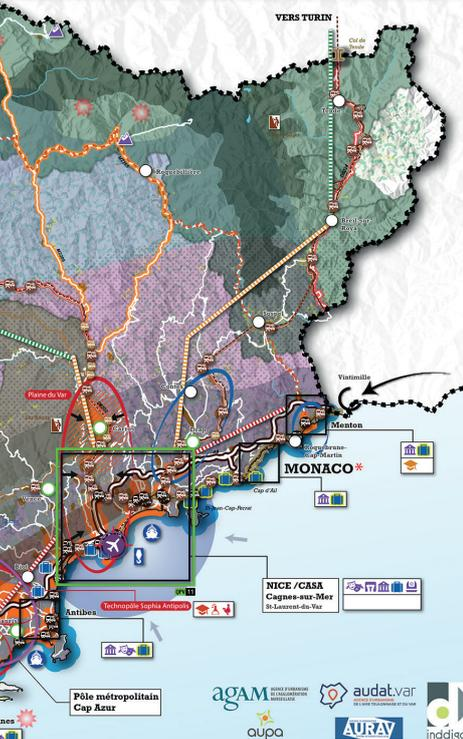 VERS TURIN
Col de
Tende
Tende
Roquebillière
Breil-sur-
Roya
Sospel
Vintimille
Plaine du Var
Menton
Roquebrune-
Cap-Martin
MONACO*
Vence
Cap d'Ail
St-Jean-Cap-Ferrat
Biot
NICE /CASA
Cagnes-sur-Mer
St-Laurent-du-Var
11
Technopôle Sophia Antipolis
Antibes
Pôle métropolitain
Cap Azur
nes
agam
AGENCE D'URBANISME
DE L'AGGLOMÉRATION
MARSEILLAISE
audat.var
AGENCE D'URBANISME
DE L'AIRE TOULONNAISE ET DU VAR
aupa
AURAV
inddigo